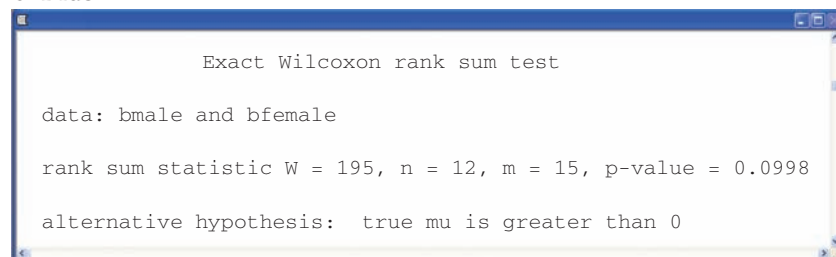 Exact Wilcoxon rank sum test
data: bmale and bfemale
rank sum statistic W = 195, n = 12, m = 15, p-value = 0.0998
alternative hypothesis: true mu is greater than 0